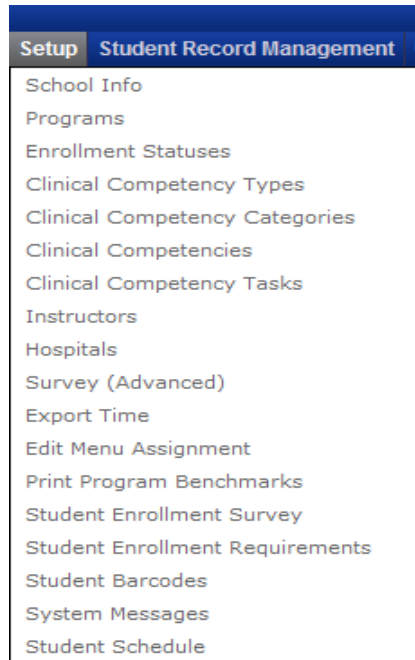 Setup Student Record Management
School Info
Programs
Enrollment Statuses
Clinical Competency Types
Clinical Competency Categories
Clinical Competencies
Clinical Competency Tasks
Instructors
Hospitals
Survey (Advanced)
Export Time
Edit Menu Assignment
Print Program Benchmarks
Student Enrollment Survey
Student Enrollment Requirements
Student Barcodes
System Messages
Student Schedule